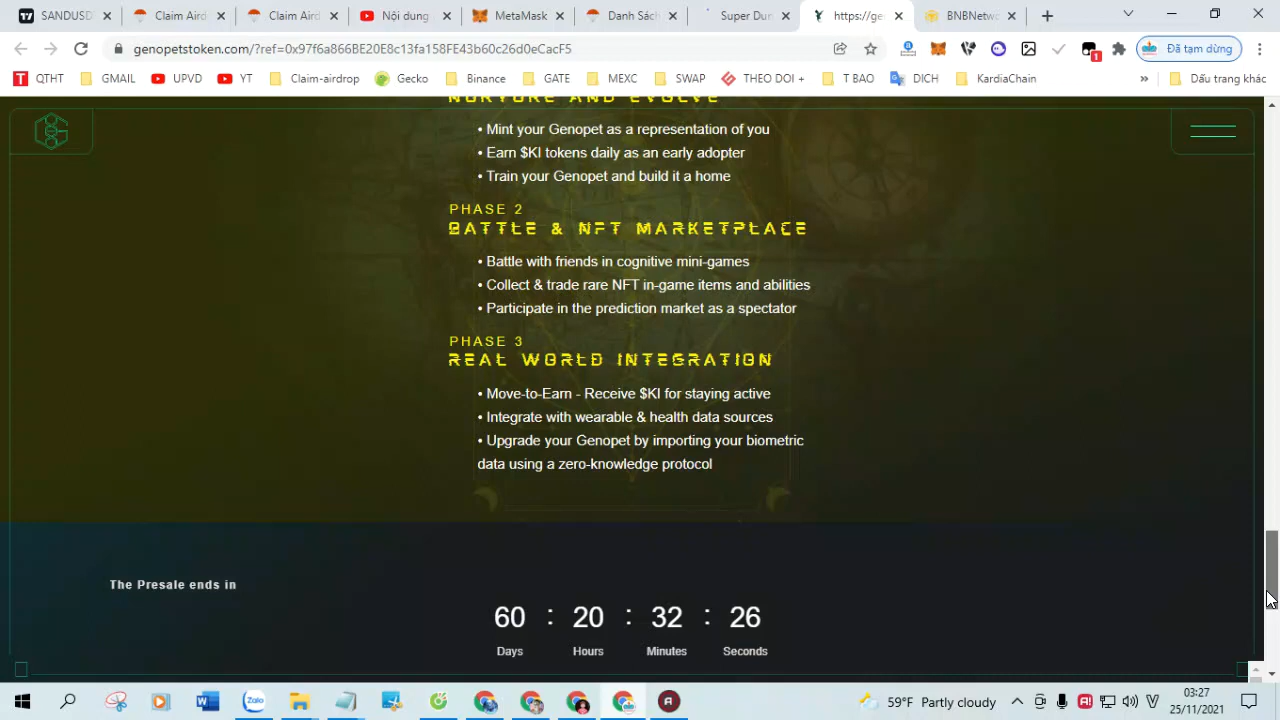 SANDUSD
Claim Aird
Claim Aird
Nội dung
MetaMask
Danh Sách
Super Dun
https://ge
BNBNetwo
genopetstoken.com/?ref=0x97f6a866BE20E8c13fa158FE43b60c26d0eCacF5
Đã tạm dừng
QTHT
GMAIL
UPVD
YT
Claim-airdrop
Gecko
Binance
GATE
MEXC
SWAP
THEO DOI +
T BAO
DICH
KardiaChain
»
Dấu trang khác
NURTURE AND EVOLVE
• Mint your Genopet as a representation of you
• Earn $KI tokens daily as an early adopter
• Train your Genopet and build it a home
PHASE 2
BATTLE & NFT MARKETPLACE
• Battle with friends in cognitive mini-games
• Collect & trade rare NFT in-game items and abilities
• Participate in the prediction market as a spectator
PHASE 3
REAL WORLD INTEGRATION
• Move-to-Earn - Receive $KI for staying active
• Integrate with wearable & health data sources
• Upgrade your Genopet by importing your biometric
data using a zero-knowledge protocol
The Presale ends in
60 : 20 : 32 : 26
Days Hours Minutes Seconds
59°F Partly cloudy
03:27
25/11/2021